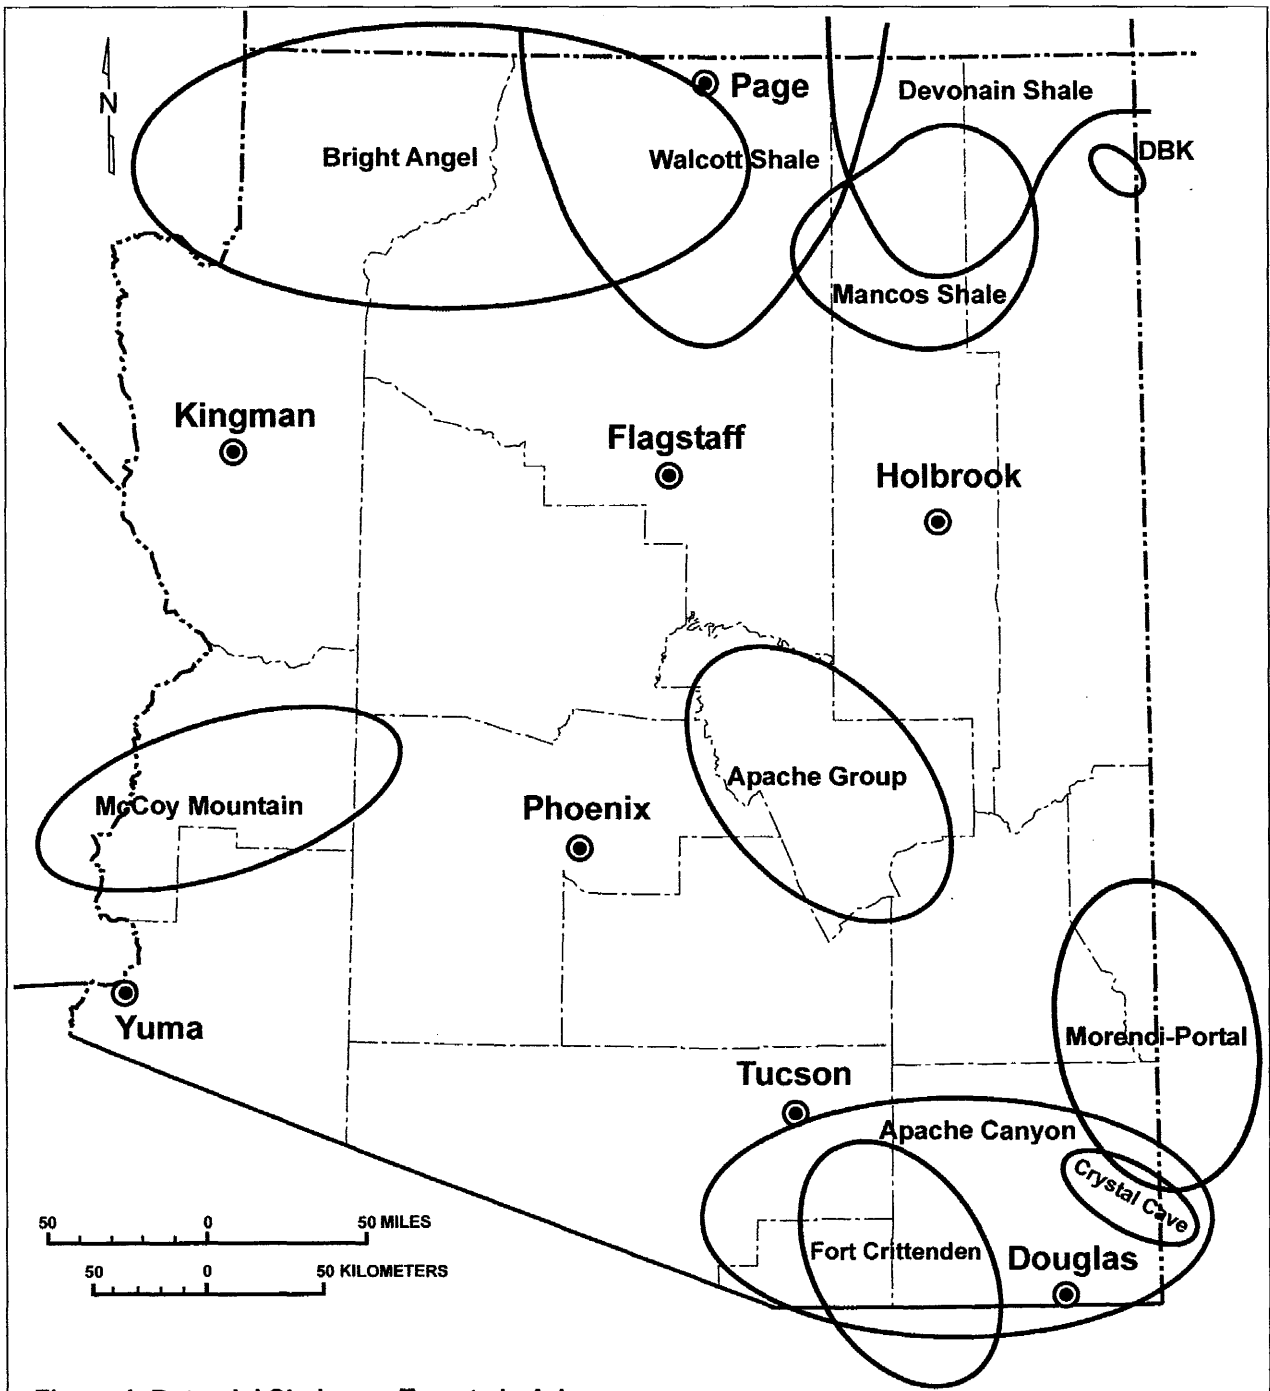 N
Page
Devonain Shale
Bright Angel
Walcott Shale
DBK
Mancos Shale
Kingman
Flagstaff
Holbrook
McCoy Mountain
Phoenix
Apache Group
Yuma
Morenci-Portal
Tucson
Apache Canyon
Crystal Cave
Fort Crittenden
Douglas
50 0 50 MILES
50 0 50 KILOMETERS